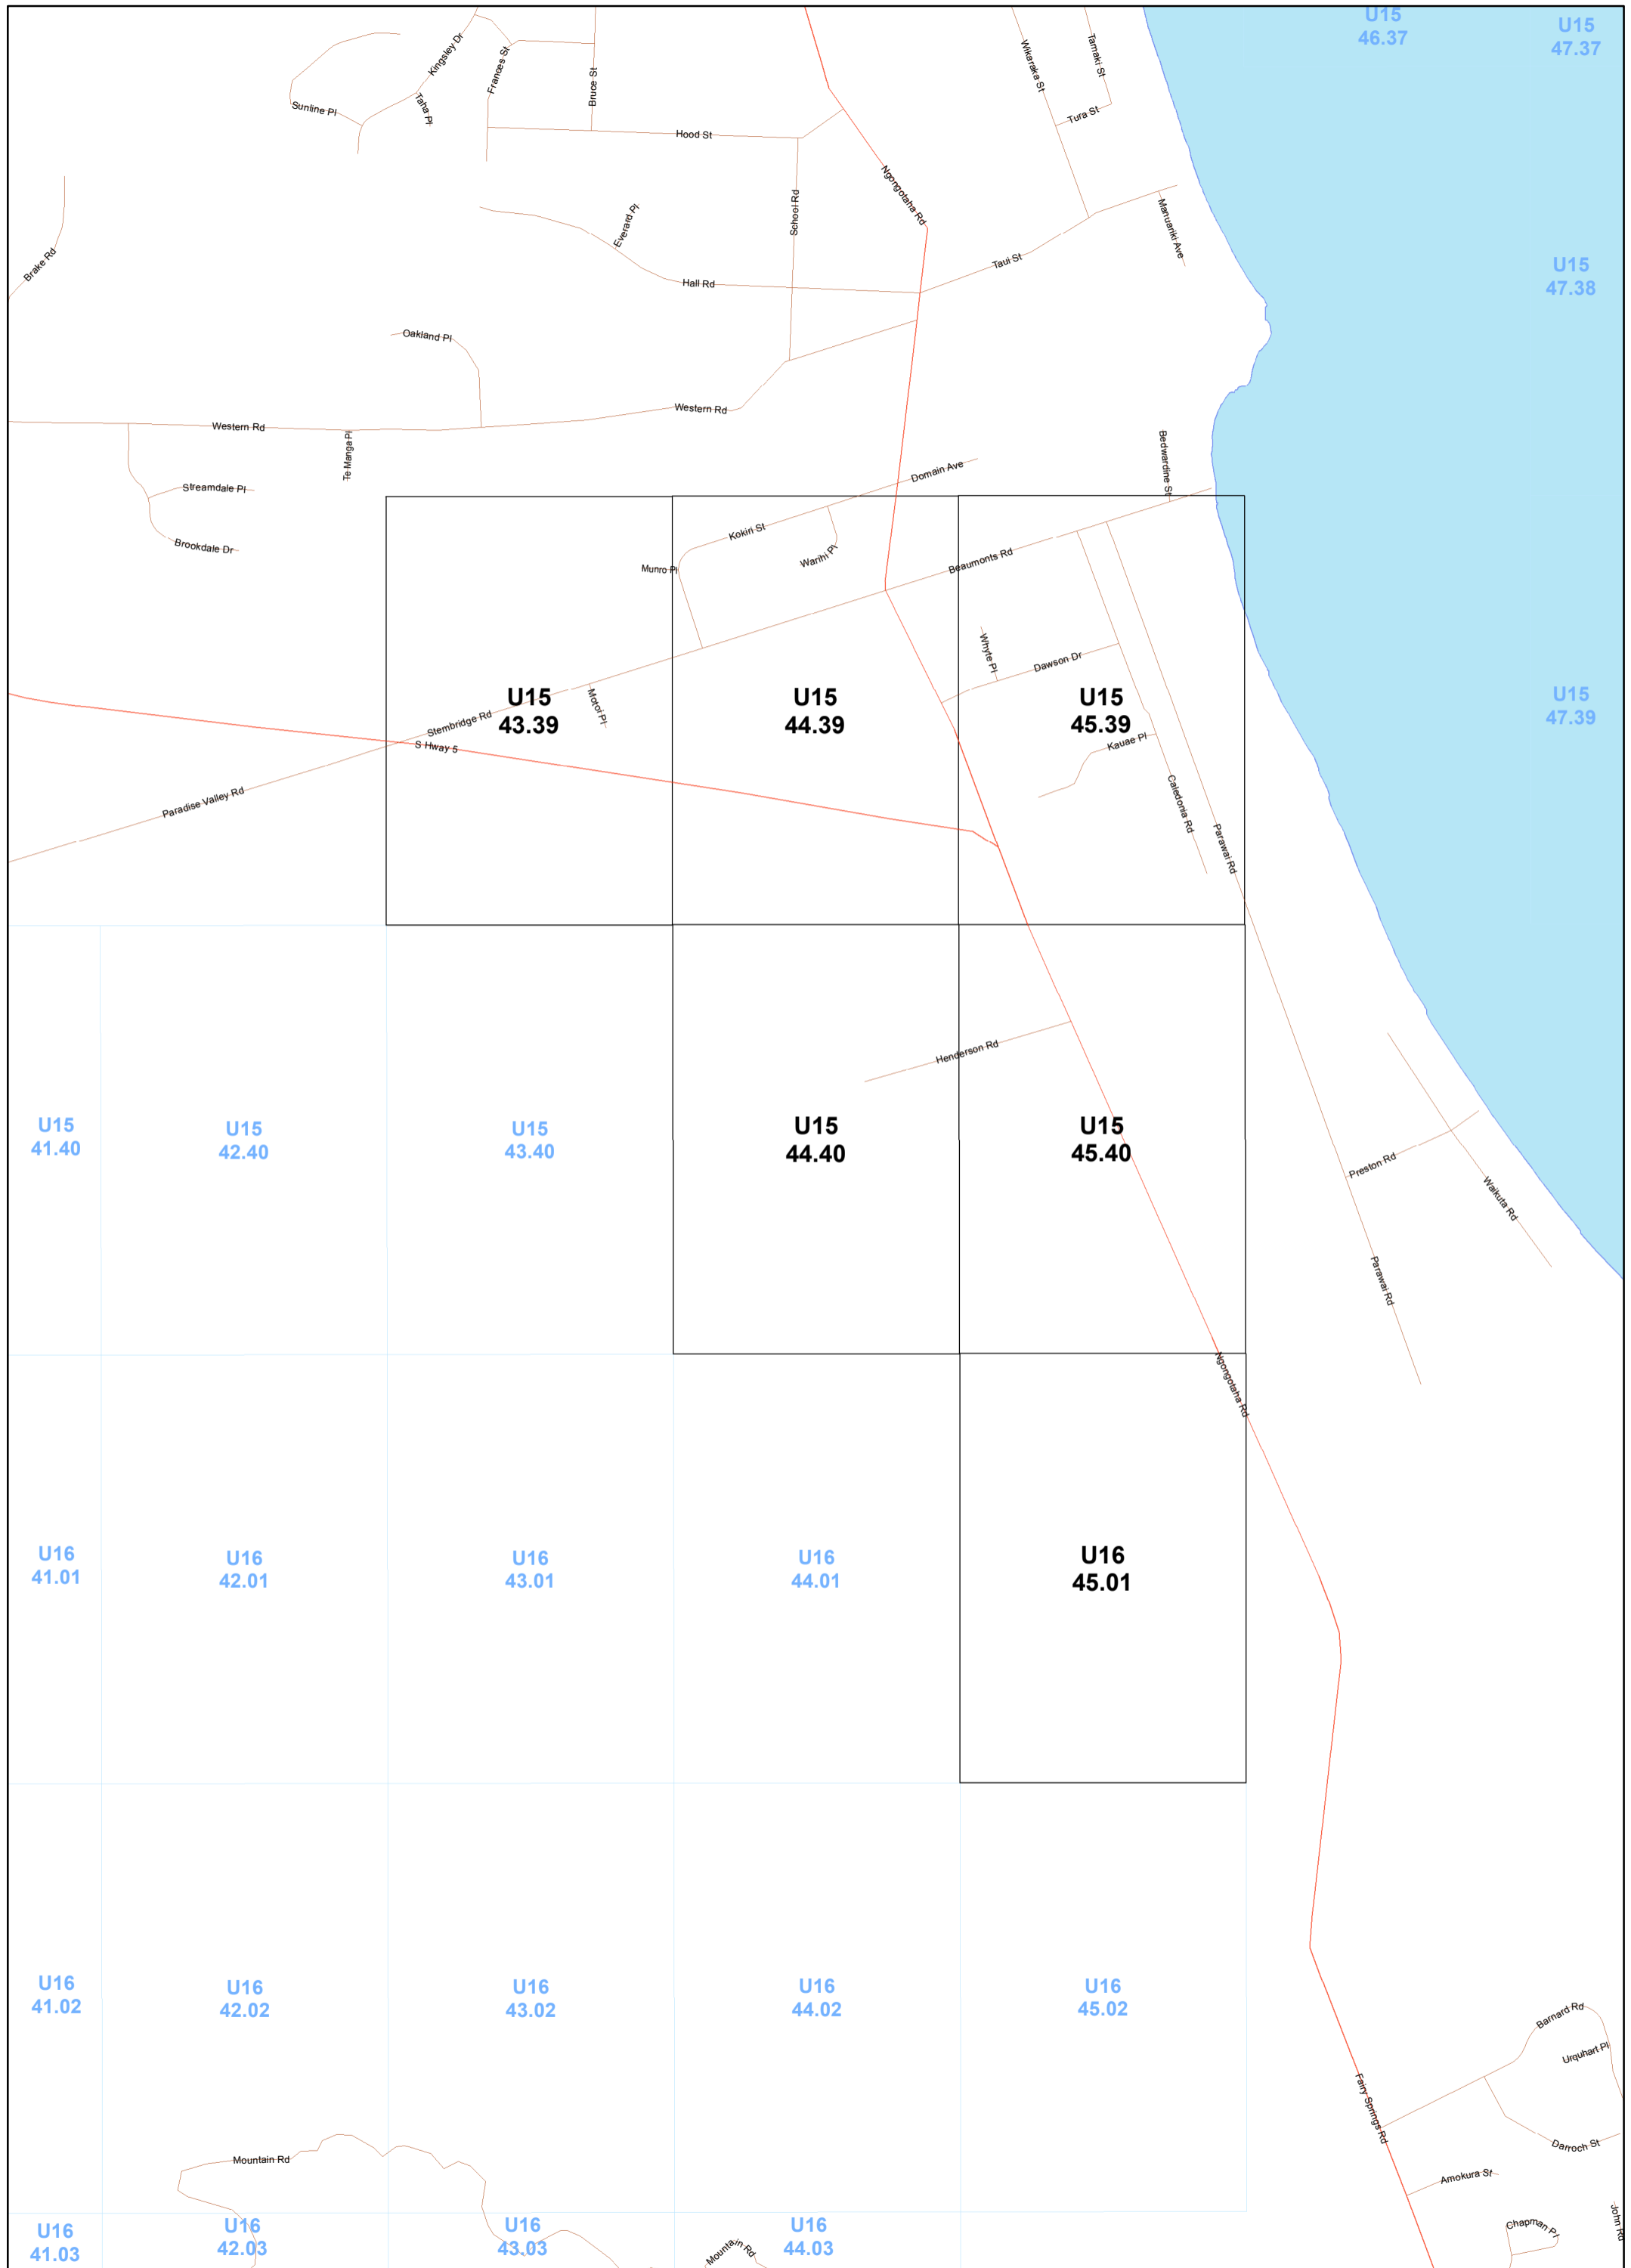 U15
46.37
U15
47.37
Kingsley Dr
Frances St
Bruce St
Wikaraka St
Tamaki St
Sunline Pl
Taha Pl
Tura St
Hood St
Ngongotaha Rd
School Rd
Everard Pl
Manuariki Ave
Brake Rd
Taui St
U15
47.38
Hall Rd
Oakland Pl
Western Rd
Western Rd
Te Manga Pl
Bedwardine St
Domain Ave
Streamdale Pl
Kokiri St
Brookdale Dr
Warihi Pl
Beaumonts Rd
Munro Pl
Whyte Pl
Dawson Dr
U15
43.39
Motoi Pl
U15
44.39
U15
45.39
U15
47.39
Stembridge Rd
S Hway 5
Kauae Pl
Paradise Valley Rd
Caledonia Rd
Parawai Rd
Henderson Rd
U15
41.40
U15
42.40
U15
43.40
U15
44.40
U15
45.40
Preston Rd
Waikuta Rd
Parawai Rd
Ngongotaha Rd
U16
41.01
U16
42.01
U16
43.01
U16
44.01
U16
45.01
U16
41.02
U16
42.02
U16
43.02
U16
44.02
U16
45.02
Barnard Rd
Urquhart Pl
Fairy Springs Rd
Darroch St
Mountain Rd
Amokura St
John Rd
U16
41.03
U16
42.03
U16
43.03
Mountain Rd
U16
44.03
Chapman Pl